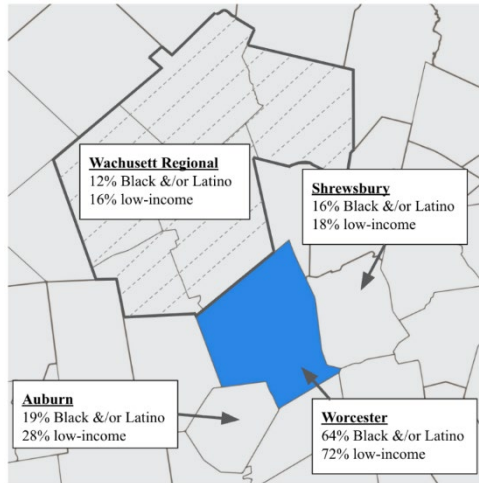 Wachusett Regional
12% Black &/or Latino
16% low-income
Shrewsbury
16% Black &/or Latino
18% low-income
Auburn
19% Black &/or Latino
28% low-income
Worcester
64% Black &/or Latino
72% low-income